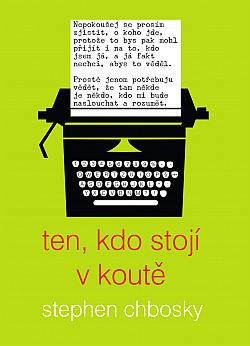 Nepokoušej se prosím
zjistit, o koho jde,
protože to bys pak mohl
přijít i na to, kdo
jsem já, a já fakt
nechci, abys to věděl.
Prostě jenom potřebuju
vědět, že tam někde
je někdo, kdo mi bude
naslouchat a rozumět.
ten, kdo stojí
v koutě
stephen chbosky